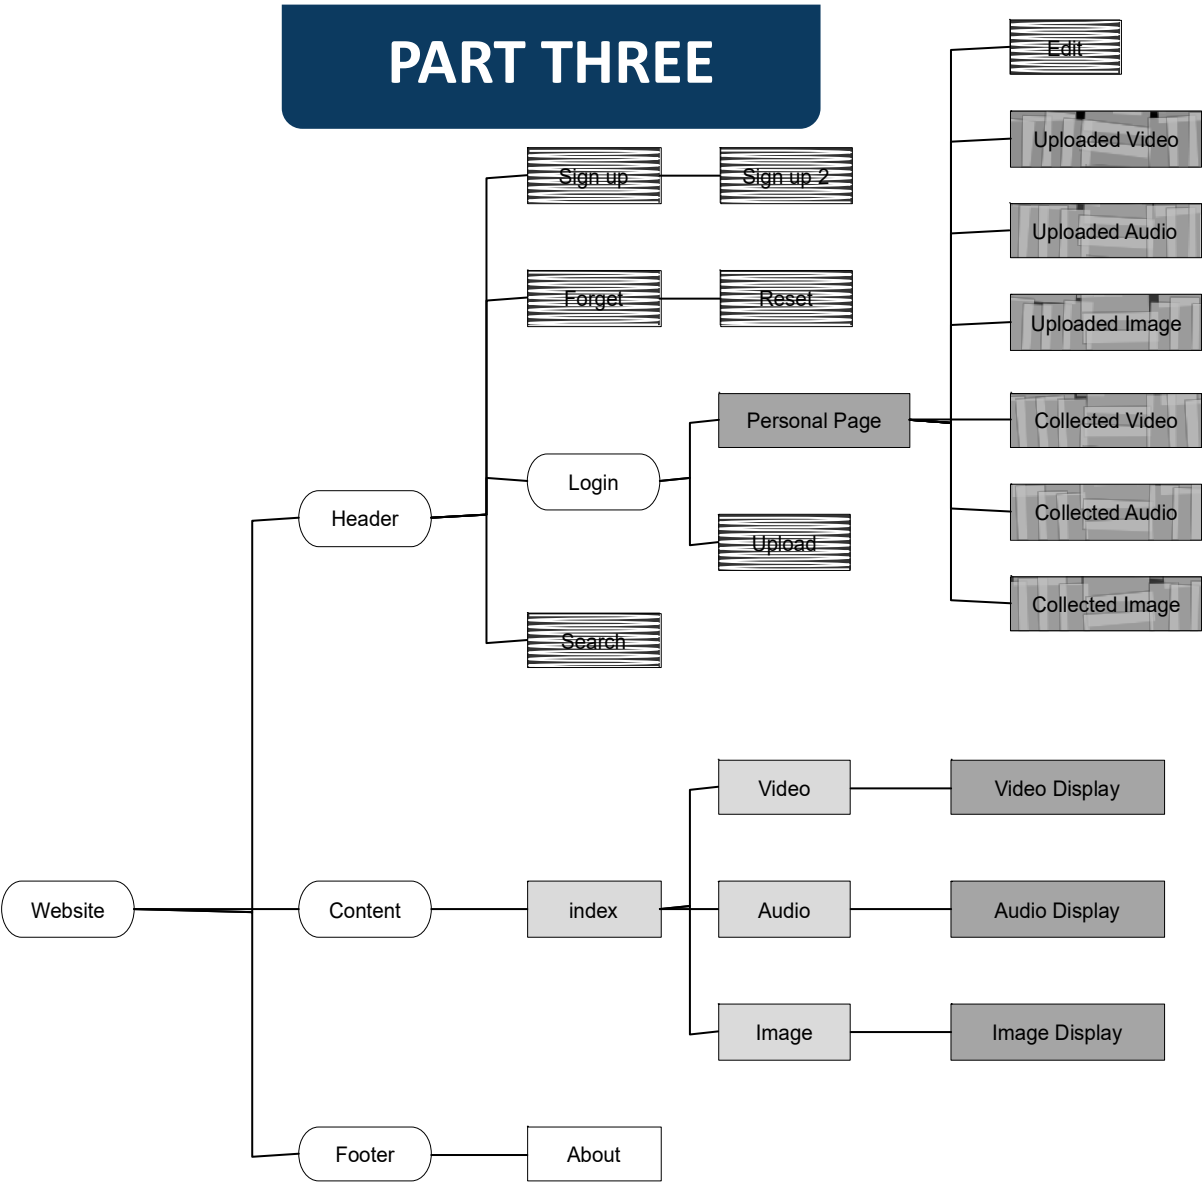 PART THREE
Edit
Uploaded Video
Sign up
Sign up 2
Uploaded Audio
Forget
Reset
Uploaded Image
Personal Page
Collected Video
Login
Header
Collected Audio
Upload
Collected Image
Search
Video
Video Display
Website
Content
index
Audio
Audio Display
Image
Image Display
Footer
About